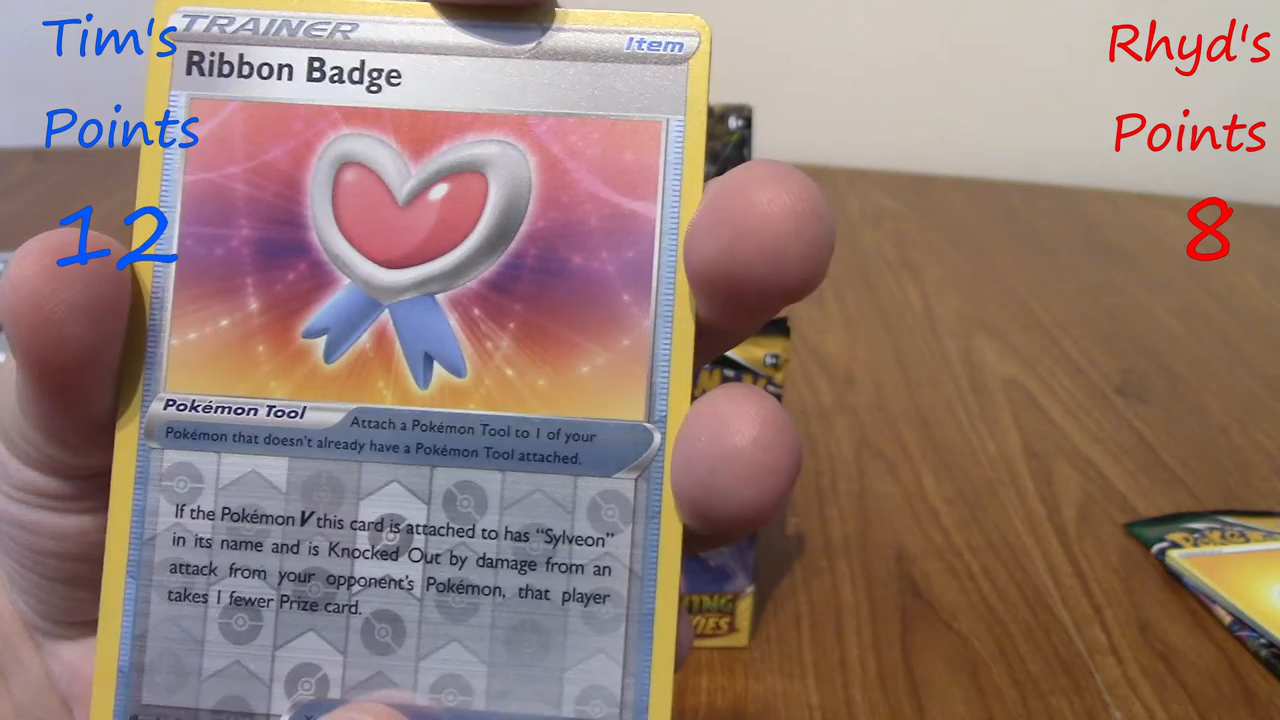 Tim's
Points
12
Rhyd's
Points
8
TRAINER
Item
Ribbon Badge
Pokémon Tool
Attach a Pokémon Tool to 1 of your
Pokémon that doesn't already have a Pokémon Tool attached.
If the Pokémon V this card is attached to has “Sylveon”
in its name and is Knocked Out by damage from an
attack from your opponent's Pokémon, that player
takes 1 fewer Prize card.